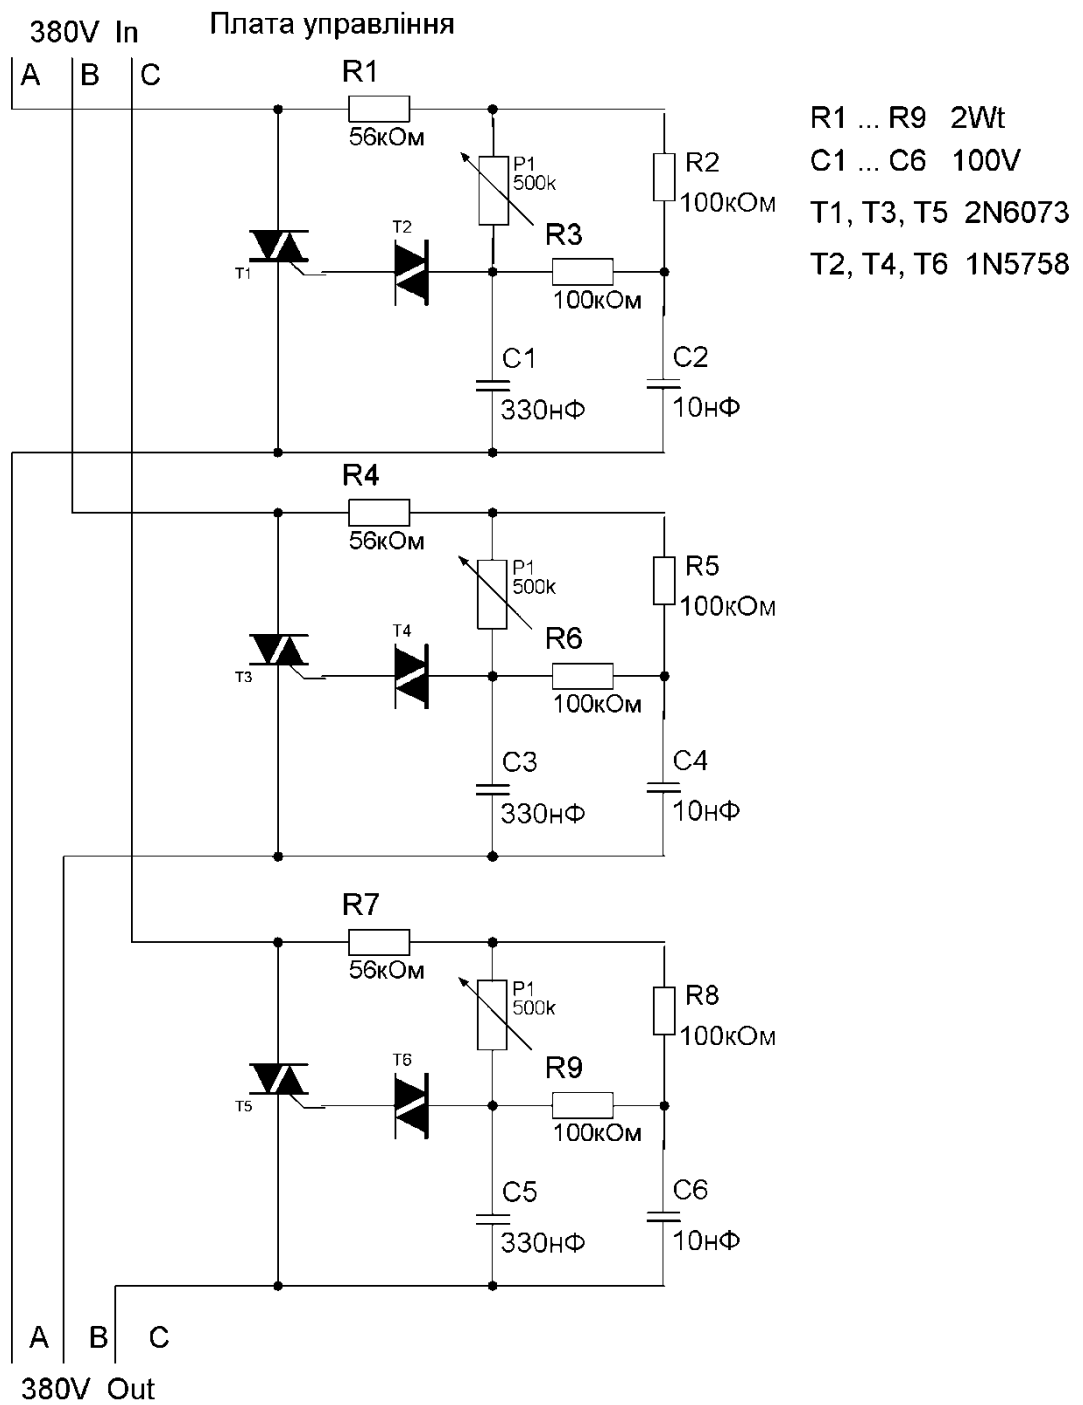 380V In
Плата управління
A B C
R1
56кОм
P1
500k
R2
100кОм
R3
100кОм
T1
T2
C1
330нФ
C2
10нФ
R1 ... R9 2Wt
C1 ... C6 100V
T1, T3, T5 2N6073
T2, T4, T6 1N5758
R4
56кОм
P1
500k
R5
100кОм
R6
100кОм
T3
T4
C3
330нФ
C4
10нФ
R7
56кОм
P1
500k
R8
100кОм
R9
100кОм
T5
T6
C5
330нФ
C6
10нФ
A B C
380V Out